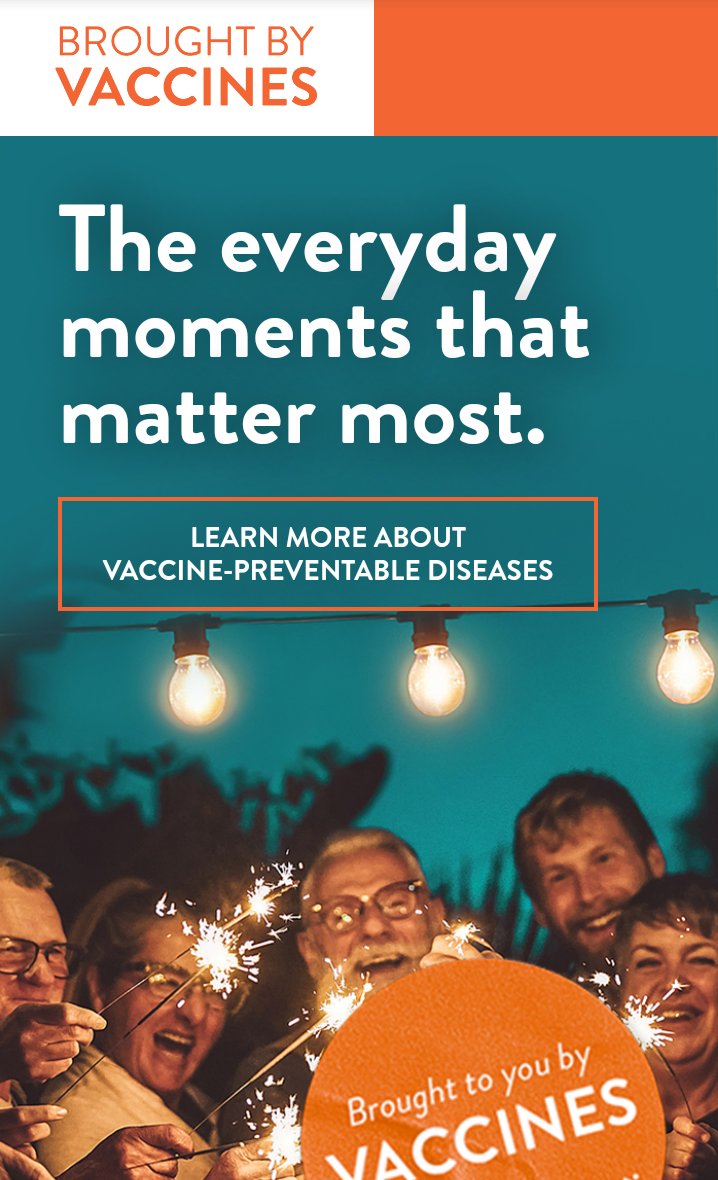 BROUGHT BY
VACCINES
The everyday
moments that
matter most.
LEARN MORE ABOUT
VACCINE-PREVENTABLE DISEASES
Brought to you by
VACCINES